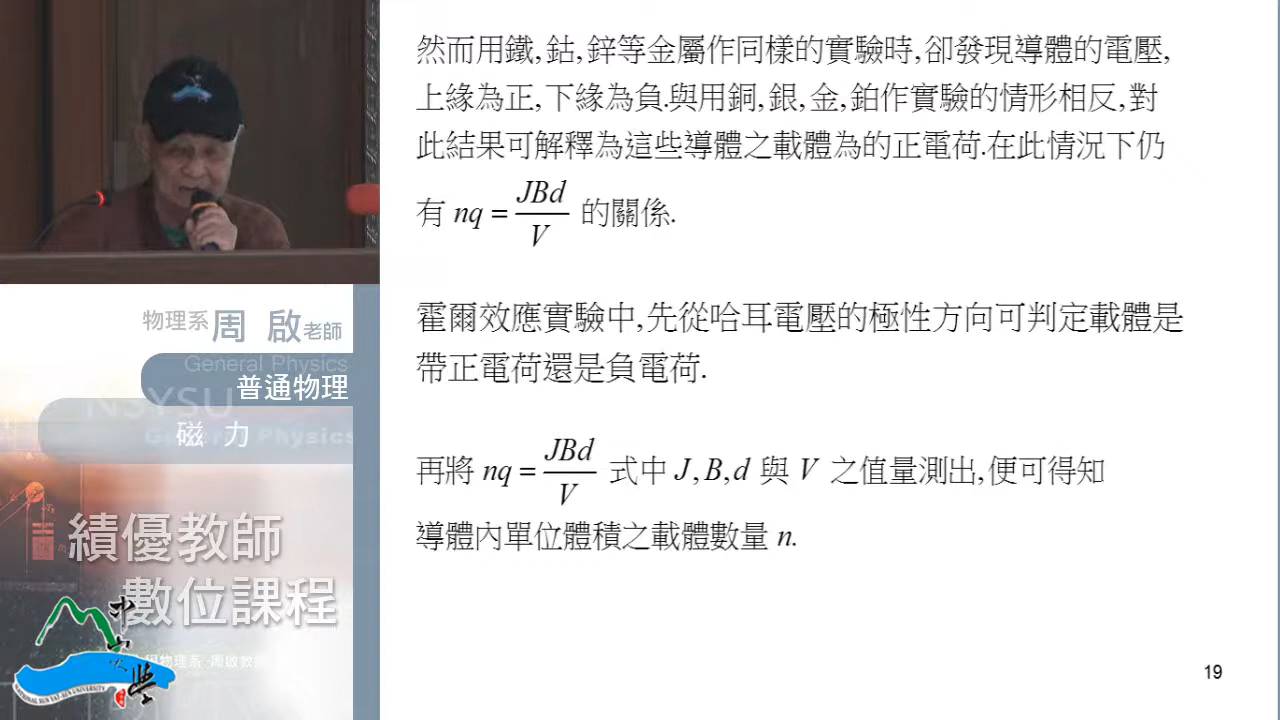 然而用鐵,鈷,鋅等金屬作同樣的實驗時,卻發現導體的電壓,
上緣為正,下緣為負.與用銅,銀,金,鉑作實驗的情形相反,對
此結果可解釋為這些導體之載體為的正電荷.在此情況下仍
有 nq = JBd/V 的關係.
霍爾效應實驗中,先從哈耳電壓的極性方向可判定載體是
帶正電荷還是負電荷.
再將 nq = JBd/V 式中 J,B,d 與 V 之值量測出,便可得知
導體內單位體積之載體數量 n.
19
物理系周 啟老師
General Physics
普通物理
NSYSU
General Physics
磁 力
績優教師
數位課程
NATIONAL SUN YAT-SEN UNIVERSITY